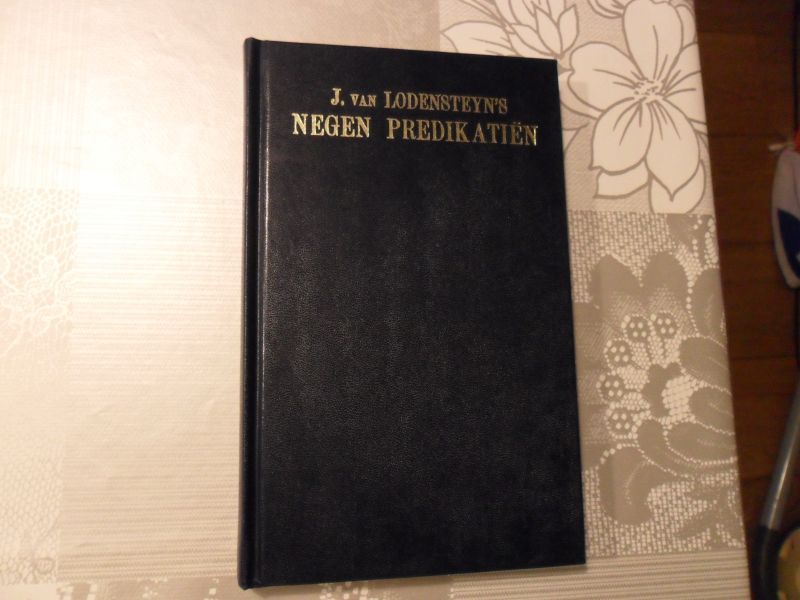 J. VAN LODENSTEYN'S
NEGEN PREDIKATIËN